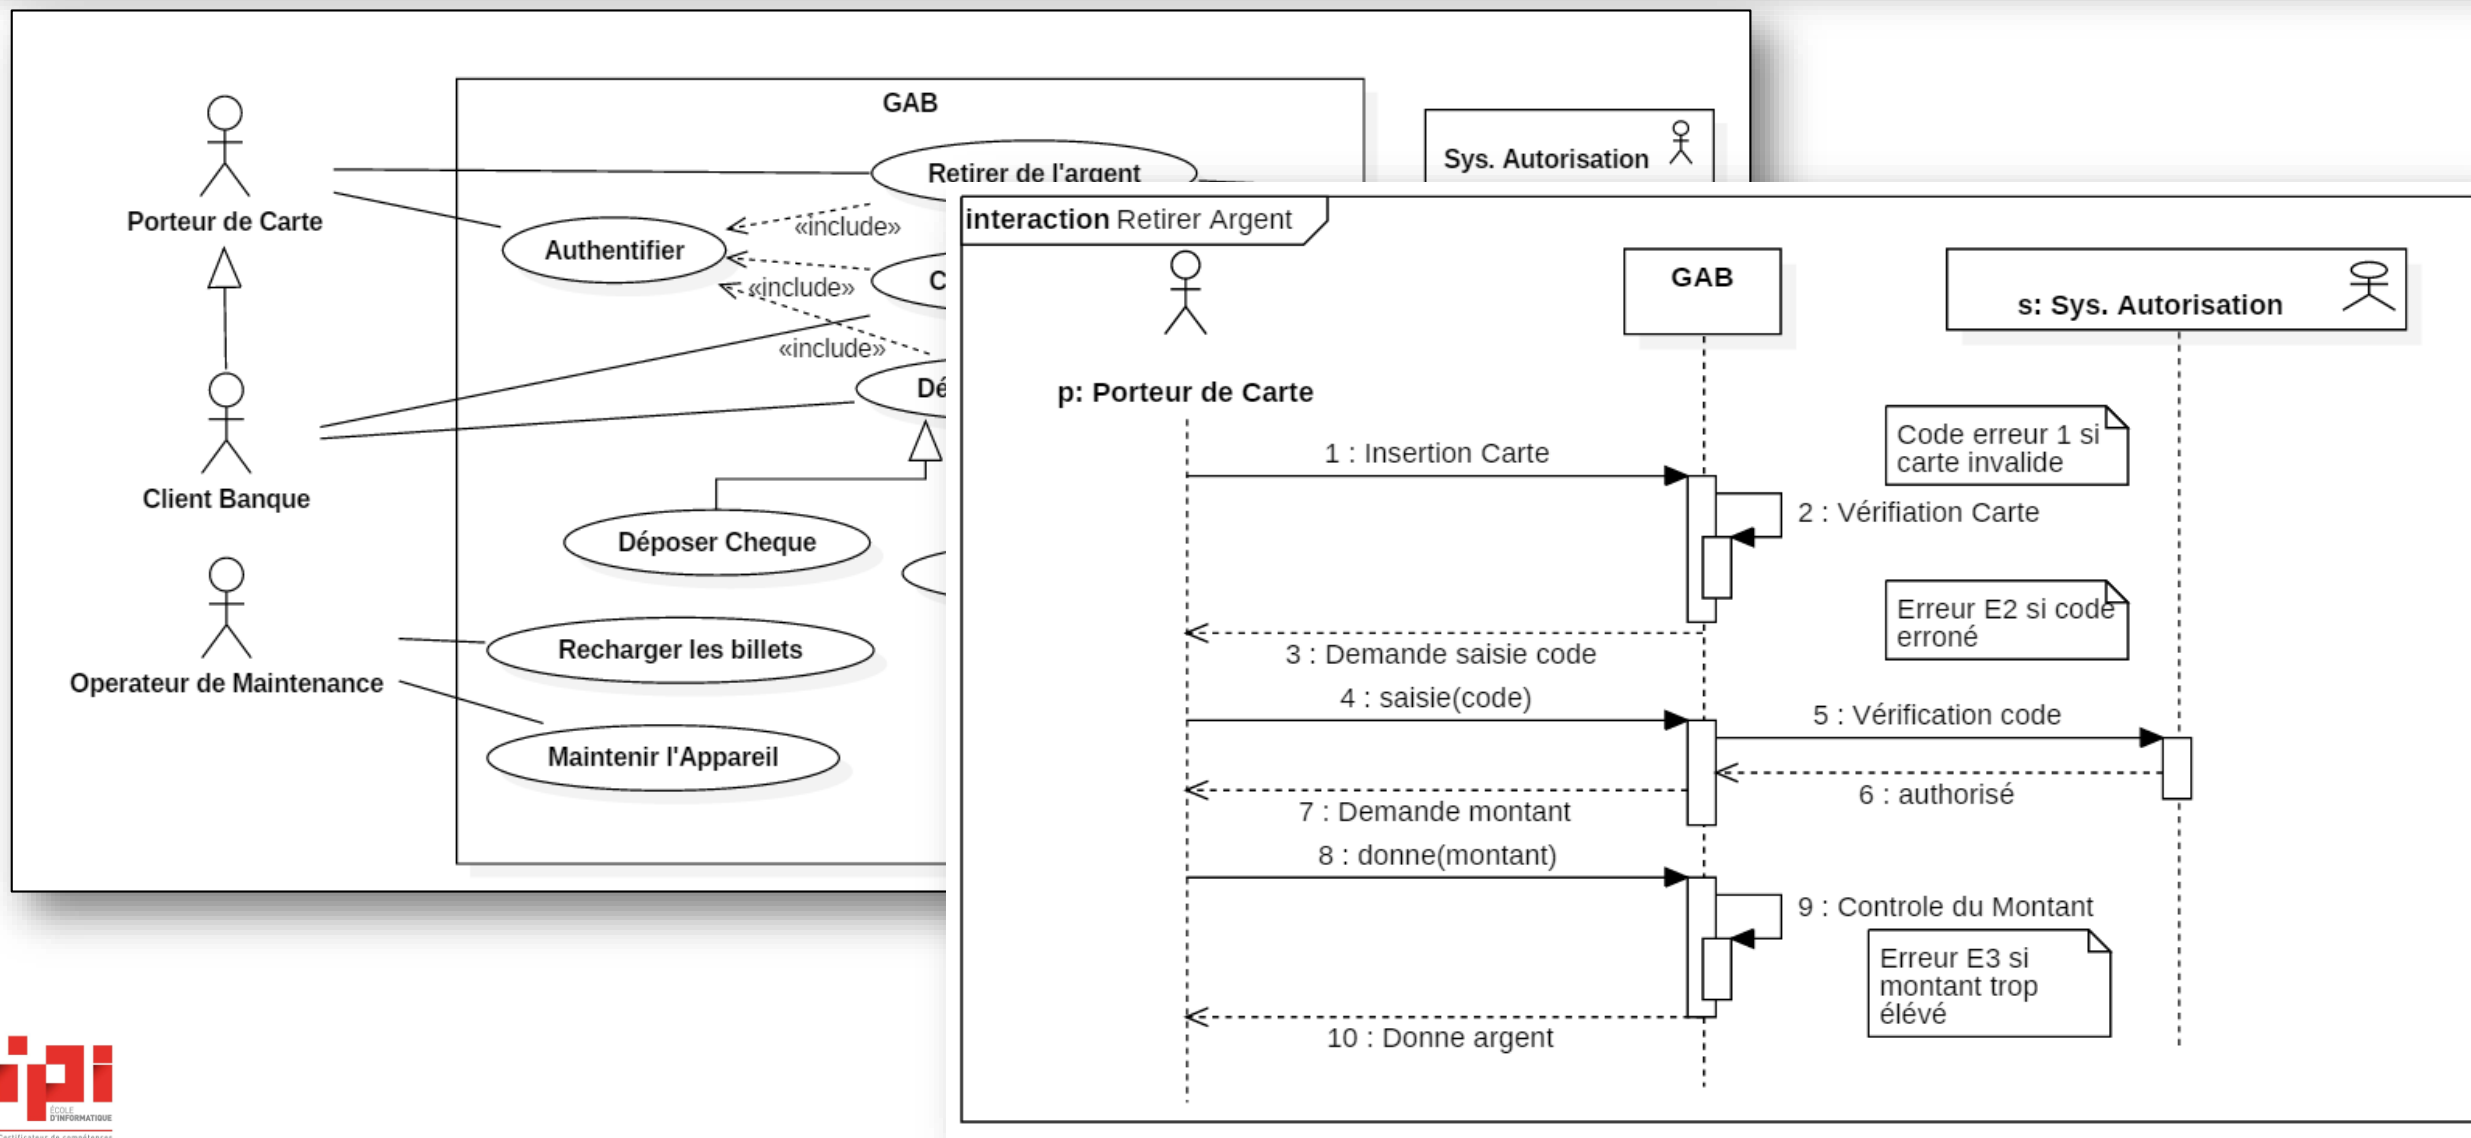 GAB
Retirer de l'argent
Sys. Autorisation
Porteur de Carte
Authentifier
«include»
C
«include»
«include»
Dé
Client Banque
Déposer Cheque
Recharger les billets
Operateur de Maintenance
Maintenir l'Appareil
interaction Retirer Argent
GAB
s: Sys. Autorisation
p: Porteur de Carte
Code erreur 1 si
carte invalide
1 : Insertion Carte
2 : Vérifiation Carte
Erreur E2 si code
erroné
3 : Demande saisie code
4 : saisie(code)
5 : Vérification code
6 : authorisé
7 : Demande montant
8 : donne(montant)
9 : Controle du Montant
Erreur E3 si
montant trop
élévé
10 : Donne argent
ipi
ÉCOLE
D'INFORMATIQUE